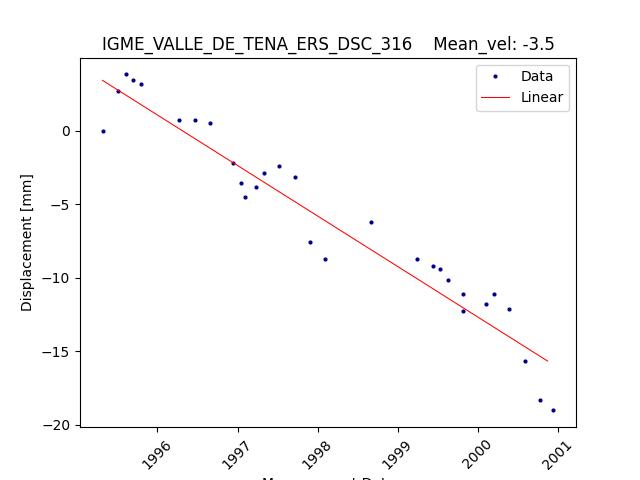 IGME_VALLE_DE_TENA_ERS_DSC_316 Mean_vel: -3.5
Data
Linear
Displacement [mm]
0
−5
−10
−15
−20
1996
1997
1998
1999
2000
2001